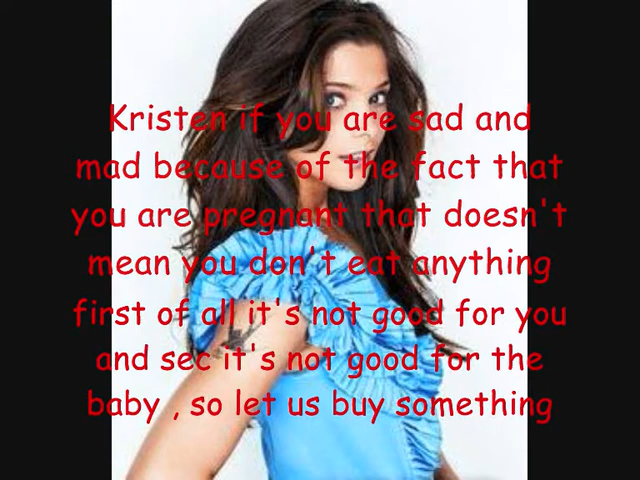 Kristen if you are sad and
mad because of the fact that
you are pregnant that doesn't
mean you don't eat anything
first of all it's not good for you
and sec it's not good for the
baby , so let us buy something